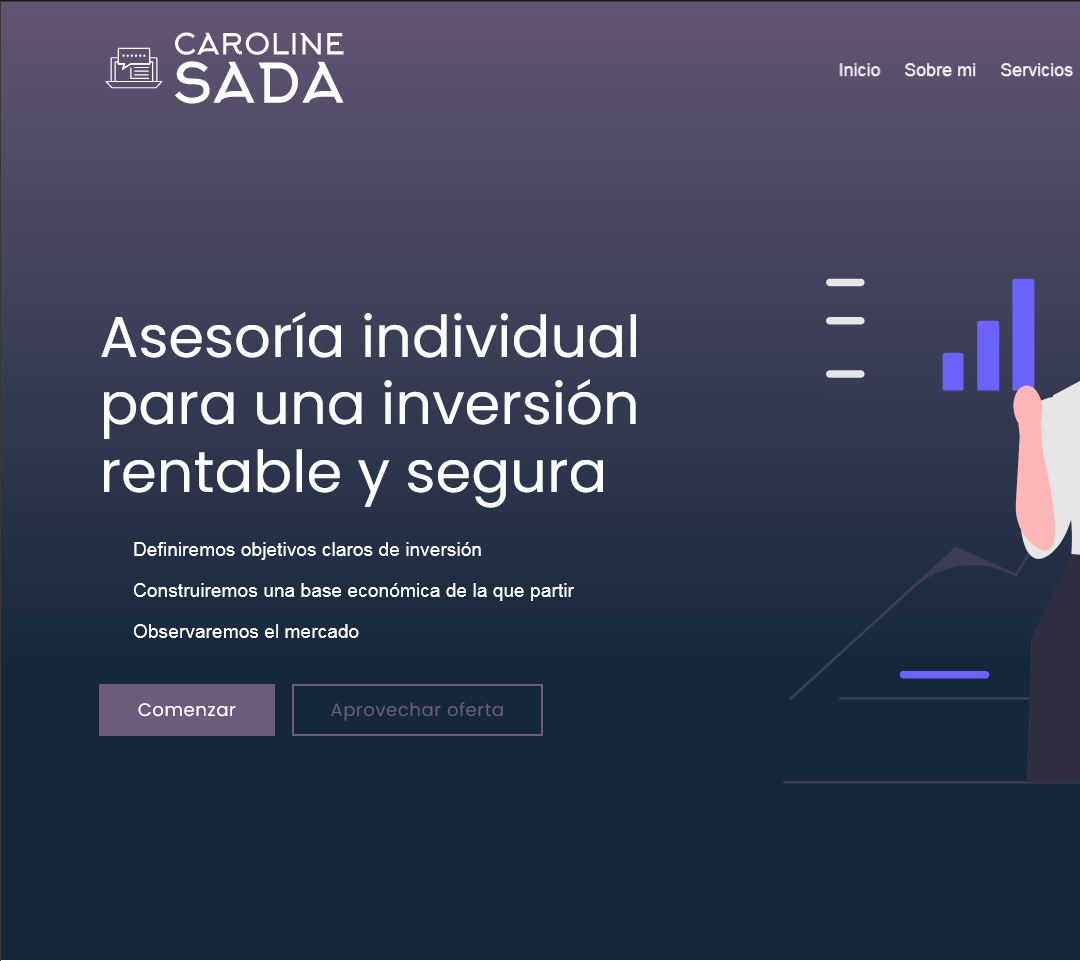 CAROLINE
SADA
Inicio Sobre mi Servicios
Asesoría individual
para una inversión
rentable y segura
Definiremos objetivos claros de inversión
Construiremos una base económica de la que partir
Observaremos el mercado
Comenzar Aprovechar oferta